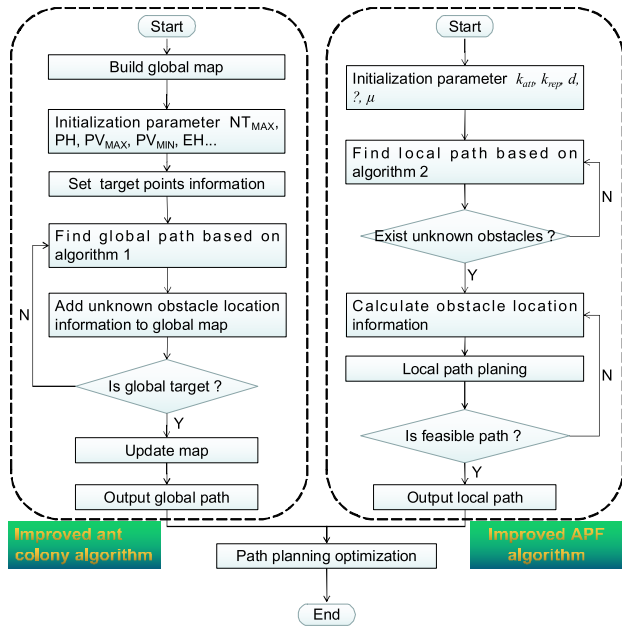 Start
Build global map
Initialization parameter NTMAX,
PH, PVMAX, PVMIN, EH...
Set target points information
Find global path based on
algorithm 1
N
Add unknown obstacle location
information to global map
Is global target ?
Y
Update map
Output global path
Improved ant
colony algorithm
Start
Initialization parameter katt, krep, d,
?, μ
Find local path based on
algorithm 2
N
Exist unknown obstacles ?
Y
Calculate obstacle location
information
Local path planing
N
Is feasible path ?
Y
Output local path
Improved APF
algorithm
Path planning optimization
End